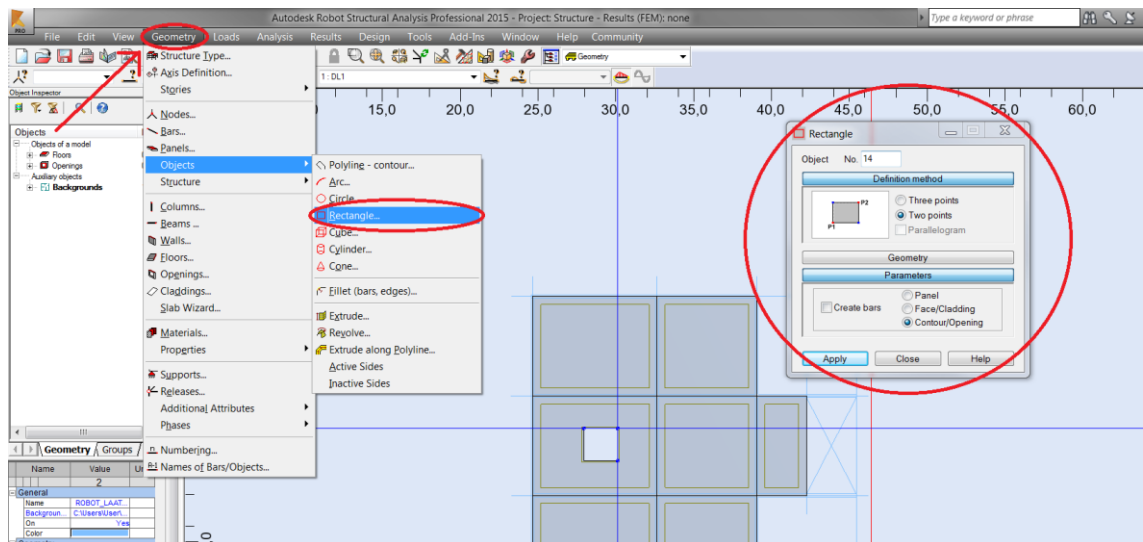 Autodesk Robot Structural Analysis Professional 2015 - Project: Structure - Results (FEM): none
Type a keyword or phrase
PRO
File Edit View Geometry Loads Analysis Results Design Tools Add-Ins Window Help Community
Geometry
1 : DL1
Object Inspector
Objects
Objects of a model
Floors
Openings
Auxiliary objects
Backgrounds
Geometry Groups
Name Value Un
2
General
Name ROBOT_LAAT...
Backgroun... C:\Users\User\...
On Yes
Color
Structure Type...
Axis Definition...
Stories
Nodes...
Bars...
Panels...
Objects
Structure
Columns...
Beams ...
Walls...
Floors...
Openings...
Claddings...
Slab Wizard...
Materials...
Properties
Supports...
Releases...
Additional Attributes
Phases
Numbering...
Names of Bars/Objects...
Polyline - contour...
Arc...
Circle...
Rectangle...
Cube...
Cylinder...
Cone...
Fillet (bars, edges)...
Extrude...
Revolve...
Extrude along Polyline...
Active Sides
Inactive Sides
15,0 20,0 25,0 30,0 35,0 40,0 45,0 50,0 55,0 60,0
Rectangle
Object No. 14
Definition method
P2
P1
Three points
Two points
Parallelogram
Geometry
Parameters
Create bars
Panel
Face/Cladding
Contour/Opening
Apply Close Help